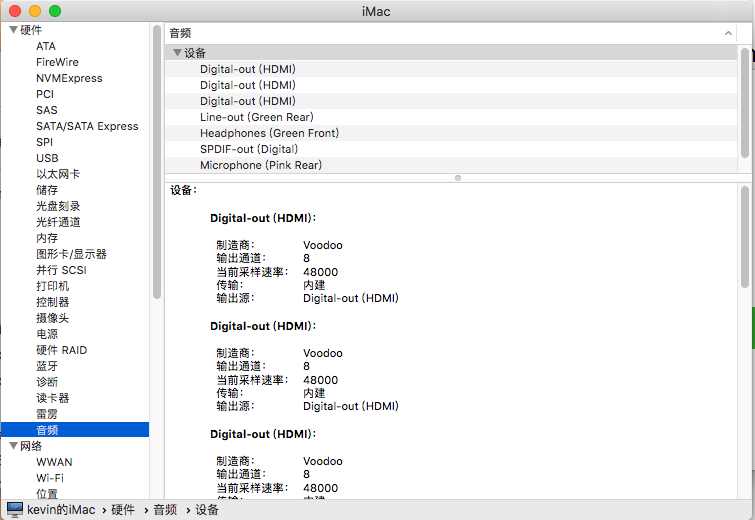 iMac
硬件
ATA
FireWire
NVMExpress
PCI
SAS
SATA/SATA Express
SPI
USB
以太网卡
储存
光盘刻录
光纤通道
内存
图形卡/显示器
并行 SCSI
打印机
控制器
摄像头
电源
硬件 RAID
蓝牙
诊断
读卡器
雷雳
音频
网络
WWAN
Wi-Fi
位置
音频
设备
Digital-out (HDMI)
Digital-out (HDMI)
Digital-out (HDMI)
Line-out (Green Rear)
Headphones (Green Front)
SPDIF-out (Digital)
Microphone (Pink Rear)
设备：
Digital-out (HDMI)：
制造商： Voodoo
输出通道： 8
当前采样速率： 48000
传输： 内建
输出源： Digital-out (HDMI)
Digital-out (HDMI)：
制造商： Voodoo
输出通道： 8
当前采样速率： 48000
传输： 内建
输出源： Digital-out (HDMI)
Digital-out (HDMI)：
制造商： Voodoo
输出通道： 8
当前采样速率： 48000
kevin的iMac › 硬件 › 音频 › 设备